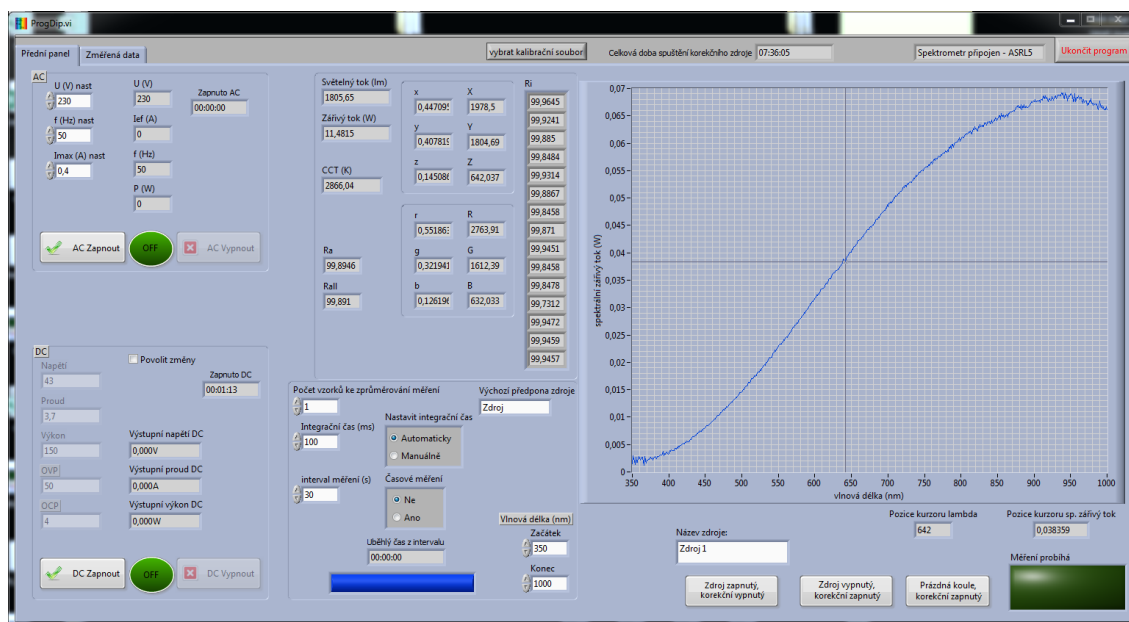 ProgDip.vi
Přední panel
Změřená data
vybrat kalibrační soubor
Celková doba spuštění korekčního zdroje 07:36:05
Spektrometr připojen - ASRL5
Ukončit program
AC
U (V) nast
230
f (Hz) nast
50
Imax (A) nast
0,4
U (V)
230
Ief (A)
0
f (Hz)
50
P (W)
0
Zapnuto AC
00:00:00
AC Zapnout
OFF
AC Vypnout
Světelný tok (lm)
1805,65
Zářivý tok (W)
11,4815
CCT (K)
2866,04
Ra
99,8946
Rall
99,891
x
0,447095
X
1978,5
y
0,407819
Y
1804,69
z
0,145086
Z
642,037
r
R
2763,91
g
0,321941
G
1612,39
b
0,126196
B
632,033
Ri
99,9645
99,9241
99,885
99,8484
99,9314
99,8867
99,8458
99,871
99,9451
99,8458
99,8478
99,7312
99,9472
99,9459
99,9457
DC
Napětí
43
Proud
3,7
Výkon
150
OVP
50
OCP
4
Povolit změny
Zapnuto DC
00:01:13
Výstupní napětí DC
0,000V
Výstupní proud DC
0,000A
Výstupní výkon DC
0,000W
DC Zapnout
OFF
DC Vypnout
Počet vzorků ke zprůměrování měření
1
Integrační čas (ms)
100
interval měření (s)
30
Nastavit integrační čas
Automaticky
Manuálně
Časové měření
Ne
Ano
Uběhlý čas z intervalu
00:00:00
Výchozí předpona zdroje
Zdroj
Vlnová délka (nm)
Začátek
350
Konec
1000
spektrální zářivý tok (W)
0,07
0,065
0,06
0,055
0,05
0,045
0,04
0,035
0,03
0,025
0,02
0,015
0,01
0,005
0
350 400 450 500 550 600 650 700 750 800 850 900 950 1000
vlnová délka (nm)
Pozice kurzoru lambda
642
Pozice kurzoru sp. zářivý tok
0,038359
Název zdroje:
Zdroj 1
Měření probíhá
Zdroj zapnutý,
korekční vypnutý
Zdroj vypnutý,
korekční zapnutý
Prázdná koule,
korekční zapnutý